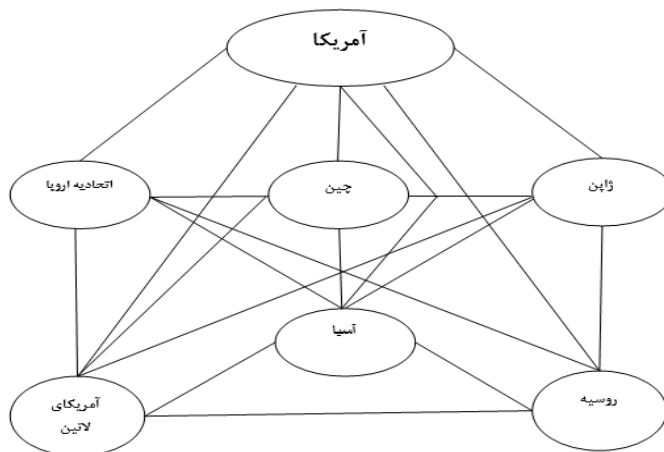 آمریکا
ژاپن
چین
اتحادیه اروپا
آسیا
روسیه
آمریکای
لاتین